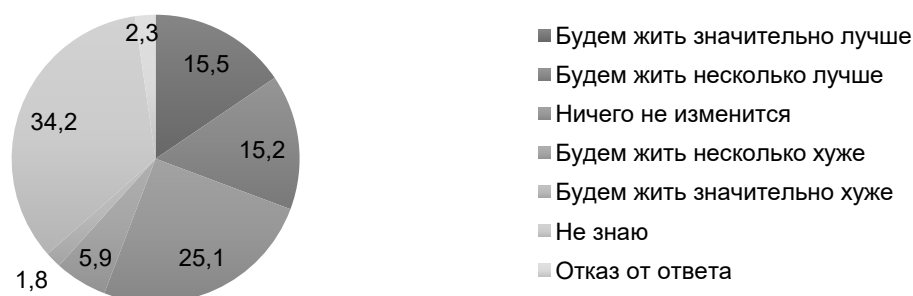 2,3
15,5
34,2
15,2
5,9
25,1
1,8
Будем жить значительно лучше
Будем жить несколько лучше
Ничего не изменится
Будем жить несколько хуже
Будем жить значительно хуже
Не знаю
Отказ от ответа